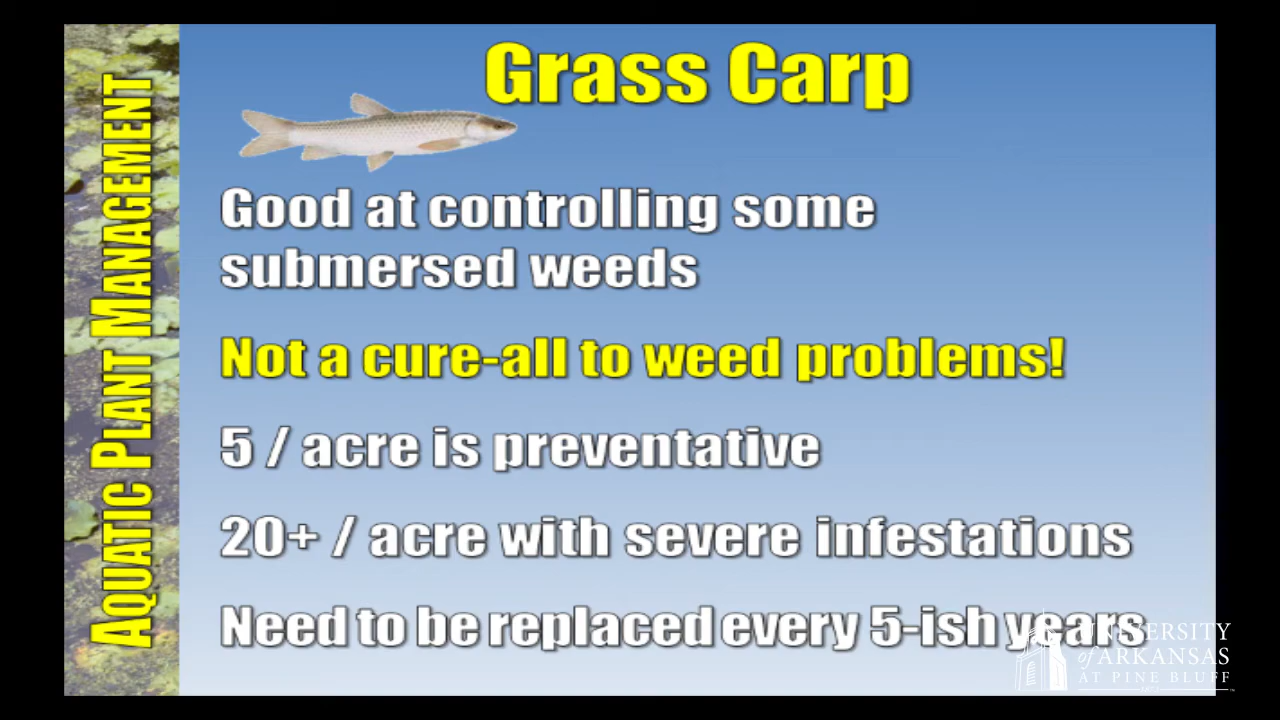 AQUATIC PLANT MANAGEMENT
Grass Carp
Good at controlling some
submersed weeds
Not a cure-all to weed problems!
5 / acre is preventative
20+ / acre with severe infestations
Need to be replaced every 5-ish years
UNIVERSITY
of ARKANSAS
AT PINE BLUFF